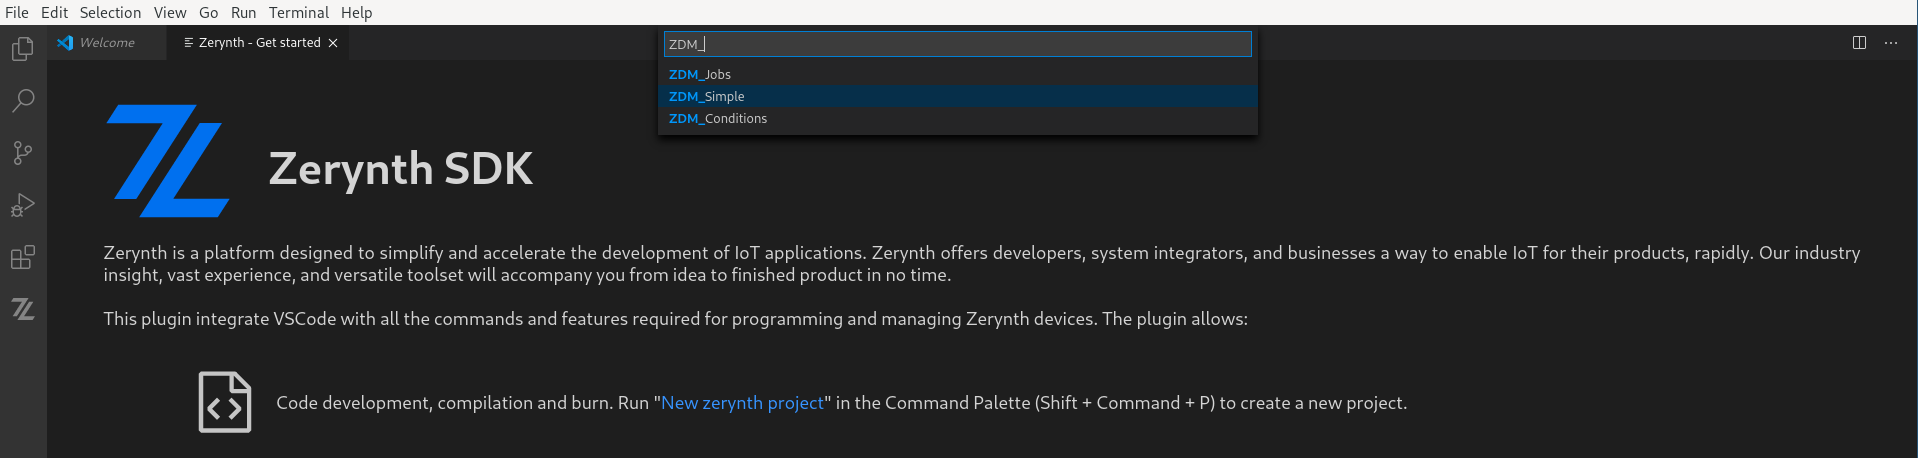 File Edit Selection View Go Run Terminal Help
Welcome
Zerynth - Get started
ZDM_
ZDM_Jobs
ZDM_Simple
ZDM_Conditions
Zerynth SDK
Zerynth is a platform designed to simplify and accelerate the development of IoT applications. Zerynth offers developers, system integrators, and businesses a way to enable IoT for their products, rapidly. Our industry
insight, vast experience, and versatile toolset will accompany you from idea to finished product in no time.
This plugin integrate VSCode with all the commands and features required for programming and managing Zerynth devices. The plugin allows:
Code development, compilation and burn. Run "New zerynth project" in the Command Palette (Shift + Command + P) to create a new project.